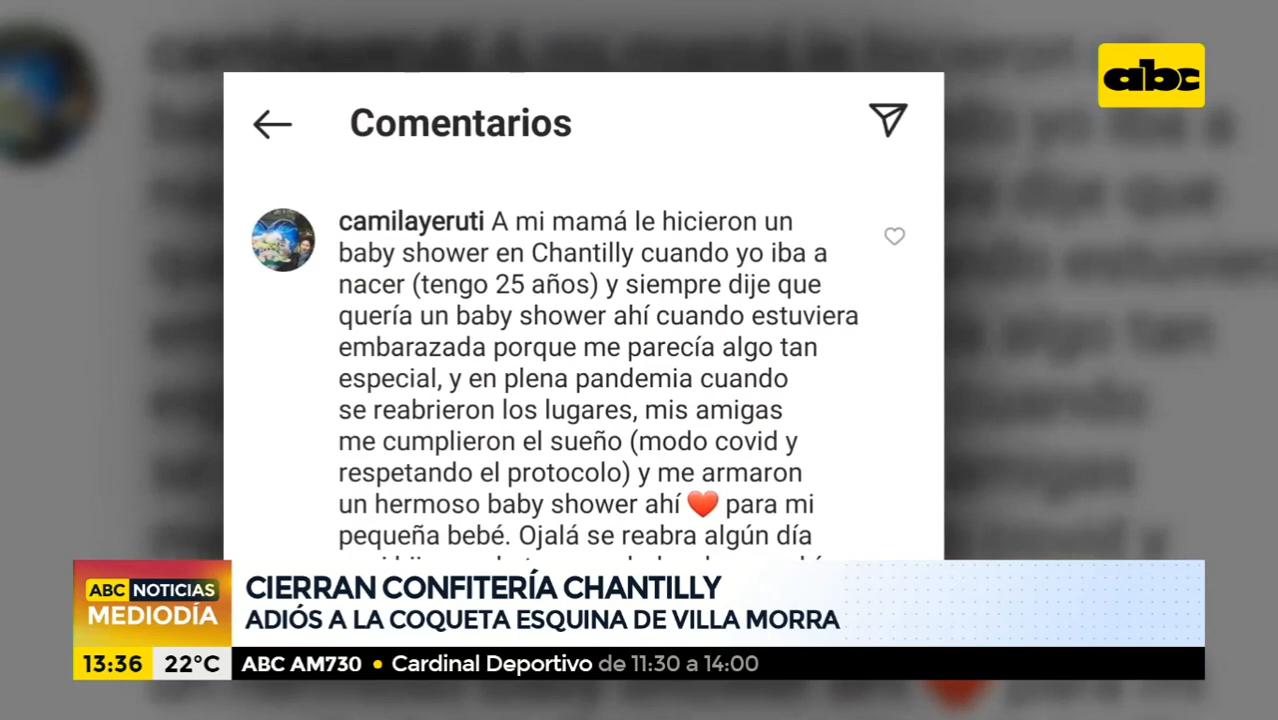 abc
Comentarios
camilayeruti A mi mamá le hicieron un
baby shower en Chantilly cuando yo iba a
nacer (tengo 25 años) y siempre dije que
quería un baby shower ahí cuando estuviera
embarazada porque me parecía algo tan
especial, y en plena pandemia cuando
se reabrieron los lugares, mis amigas
me cumplieron el sueño (modo covid y
respetando el protocolo) y me armaron
un hermoso baby shower ahí ❤️ para mi
pequeña bebé. Ojalá se reabra algún día
ABC NOTICIAS
MEDIODÍA
CIERRAN CONFITERÍA CHANTILLY
ADIÓS A LA COQUETA ESQUINA DE VILLA MORRA
13:36 22°C ABC AM730 • Cardinal Deportivo de 11:30 a 14:00